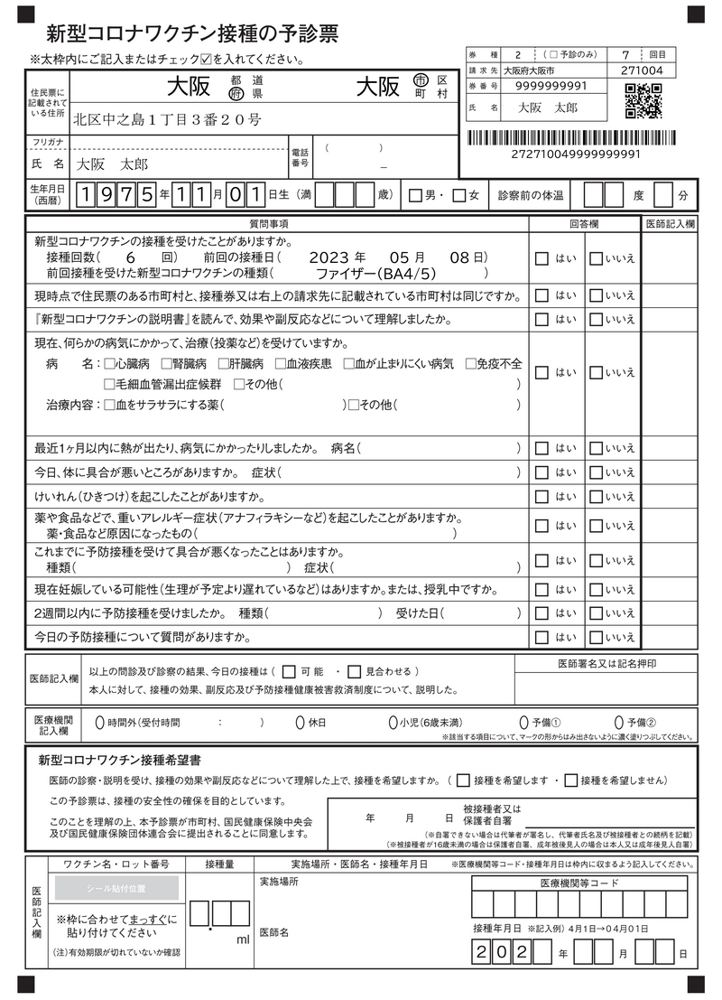 新型コロナワクチン接種の予診票
※太枠内にご記入またはチェック☑を入れてください。
券種 2 (□予診のみ) 7 回目
請求先 大阪府大阪市 271004
券番号 9999999991
氏名 大阪 太郎
272710049999999991
住民票に記載されている住所 大阪 都道府県 大阪 市区町村
北区中之島1丁目3番20号
フリガナ
氏名 大阪 太郎 電話番号 ( ) –
生年月日(西暦) 1975年11月01日生(満 歳) □男・□女 診察前の体温 度 分
質問事項 回答欄 医師記入欄
新型コロナワクチンの接種を受けたことがありますか。
接種回数( 6 回) 前回の接種日( 2023 年 05 月 08 日) □はい □いいえ
前回接種を受けた新型コロナワクチンの種類( ファイザー(BA4/5) )
現時点で住民票のある市町村と、接種券又は右上の請求先に記載されている市町村は同じですか。 □はい □いいえ
『新型コロナワクチンの説明書』を読んで、効果や副反応などについて理解しましたか。 □はい □いいえ
現在、何らかの病気にかかって、治療(投薬など)を受けていますか。
病名:□心臓病 □腎臓病 □肝臓病 □血液疾患 □血が止まりにくい病気 □免疫不全 □はい □いいえ
□毛細血管漏出症候群 □その他( )
治療内容:□血をサラサラにする薬( )□その他( )
最近1ヶ月以内に熱が出たり、病気にかかったりしましたか。 病名( ) □はい □いいえ
今日、体に具合が悪いところがありますか。 症状( ) □はい □いいえ
けいれん(ひきつけ)を起こしたことがありますか。 □はい □いいえ
薬や食品などで、重いアレルギー症状(アナフィラキシーなど)を起こしたことがありますか。 □はい □いいえ
薬・食品など原因になったもの( )
これまでに予防接種を受けて具合が悪くなったことはありますか。 □はい □いいえ
種類( ) 症状( )
現在妊娠している可能性(生理が予定より遅れているなど)はありますか。または、授乳中ですか。 □はい □いいえ
2週間以内に予防接種を受けましたか。 種類( ) 受けた日( ) □はい □いいえ
今日の予防接種について質問がありますか。 □はい □いいえ
医師記入欄 以上の問診及び診察の結果、今日の接種は(□可能・□見合わせる) 医師署名又は記名押印
本人に対して、接種の効果、副反応及び予防接種健康被害救済制度について、説明した。
医療機関記入欄 時間外(受付時間 : ) 休日 小児(6歳未満) 予備① 予備②
※該当する項目について、マークの形からはみ出さないように濃く塗りつぶしてください。
新型コロナワクチン接種希望書
医師の診察・説明を受け、接種の効果や副反応などについて理解した上で、接種を希望しますか。(□接種を希望します・□接種を希望しません)
この予診票は、接種の安全性の確保を目的としています。
このことを理解の上、本予診票が市町村、国民健康保険中央会
及び国民健康保険団体連合会に提出されることに同意します。
年 月 日 被接種者又は保護者自署
(※自署できない場合は代筆者が署名し、代筆者氏名及び被接種者との続柄を記載)
(※被接種者が16歳未満の場合は保護者自署、成年被後見人の場合は本人又は成年後見人自署)
医師記入欄 ワクチン名・ロット番号 接種量 実施場所・医師名・接種年月日 ※医療機関等コード・接種年月日は枠内に収まるよう記入してください。
シール貼付位置
※枠に合わせてまっすぐに
貼り付けてください
(注)有効期限が切れていないか確認
. ml
実施場所
医師名
医療機関等コード
接種年月日 ※記入例) 4月1日→04月01日
202 年 月 日